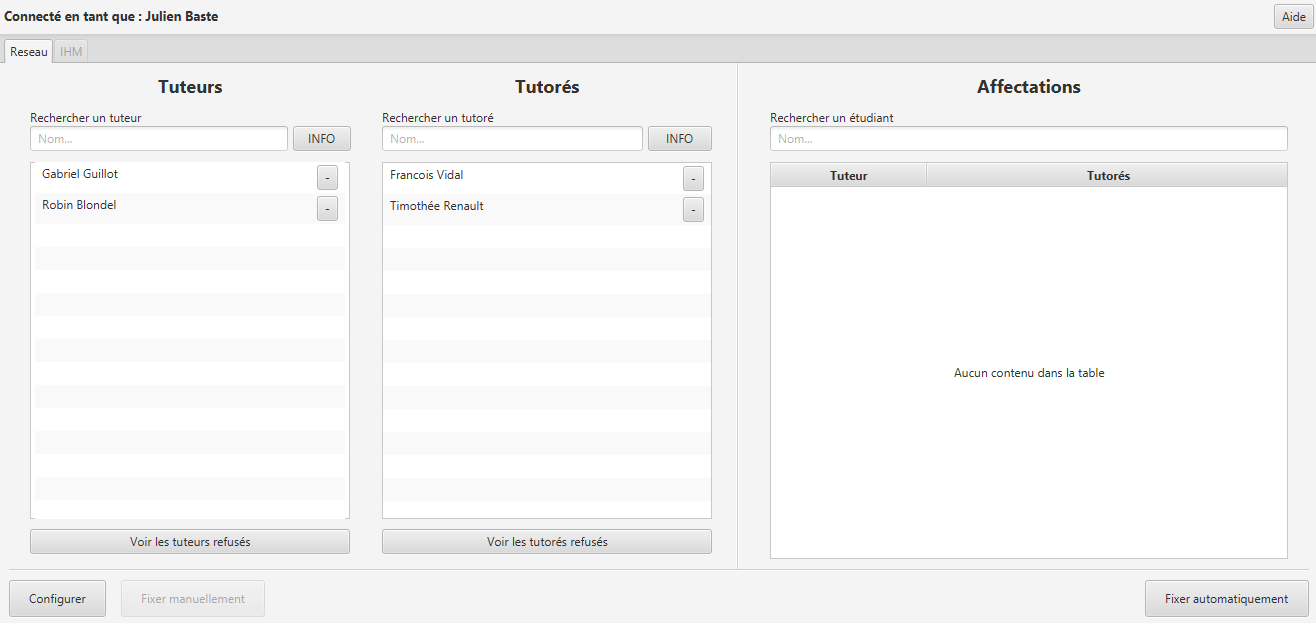 Connecté en tant que : Julien Baste
Aide
Reseau IHM
Tuteurs
Rechercher un tuteur
Nom...
INFO
Gabriel Guillot -
Robin Blondel -
Voir les tuteurs refusés
Tutorés
Rechercher un tutoré
Nom...
INFO
Francois Vidal -
Timothée Renault -
Voir les tutorés refusés
Affectations
Rechercher un étudiant
Nom...
Tuteur Tutorés
Aucun contenu dans la table
Configurer Fixer manuellement Fixer automatiquement